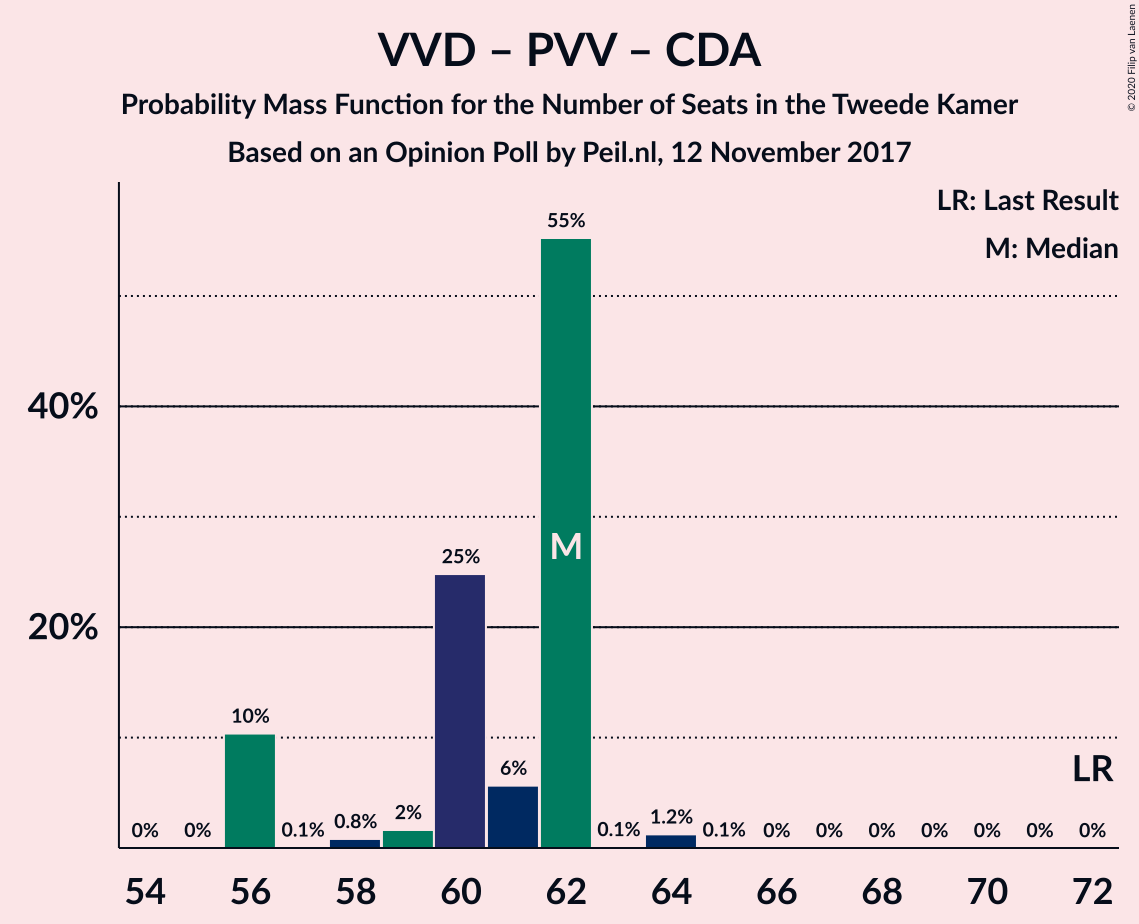 VVD – PVV – CDA
Probability Mass Function for the Number of Seats in the Tweede Kamer
Based on an Opinion Poll by Peil.nl, 12 November 2017
© 2020 Filip van Laenen
LR: Last Result
M: Median
55%
40%
M
25%
20%
10%
LR
6%
0% 0% 0.1% 0.8% 2% 0.1% 1.2% 0.1% 0% 0% 0% 0% 0% 0% 0%
54 56 58 60 62 64 66 68 70 72